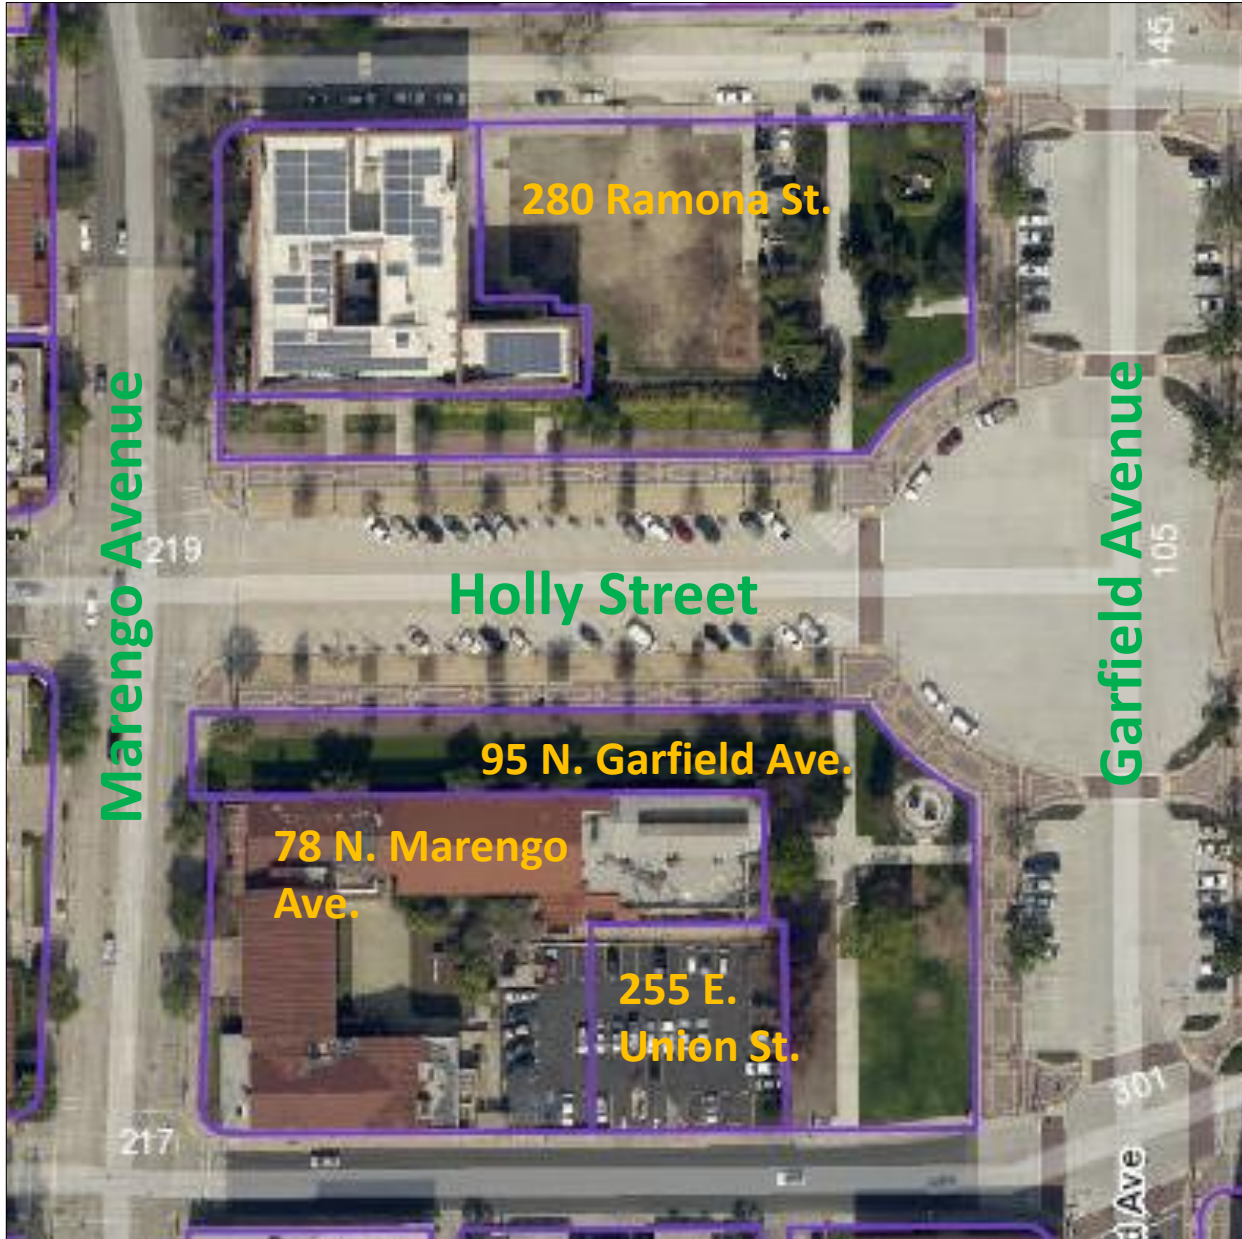 145
280 Ramona St.
Marengo Avenue
Garfield Avenue
219
105
Holly Street
95 N. Garfield Ave.
78 N. Marengo
Ave.
255 E.
Union St.
301
217
d Ave